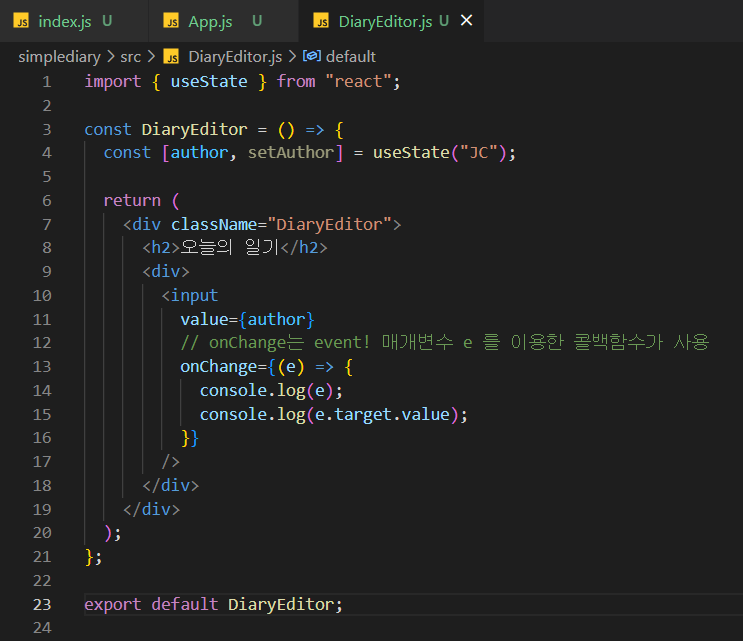 JS index.js U JS App.js U JS DiaryEditor.js U
simplediary > src > JS DiaryEditor.js > default
1 import { useState } from "react";
2
3 const DiaryEditor = () => {
4 const [author, setAuthor] = useState("JC");
5
6 return (
7 <div className="DiaryEditor">
8 <h2>오늘의 일기</h2>
9 <div>
10 <input
11 value={author}
12 // onChange는 event! 매개변수 e 를 이용한 콜백함수가 사용
13 onChange={(e) => {
14 console.log(e);
15 console.log(e.target.value);
16 }}
17 />
18 </div>
19 </div>
20 );
21 };
22
23 export default DiaryEditor;
24